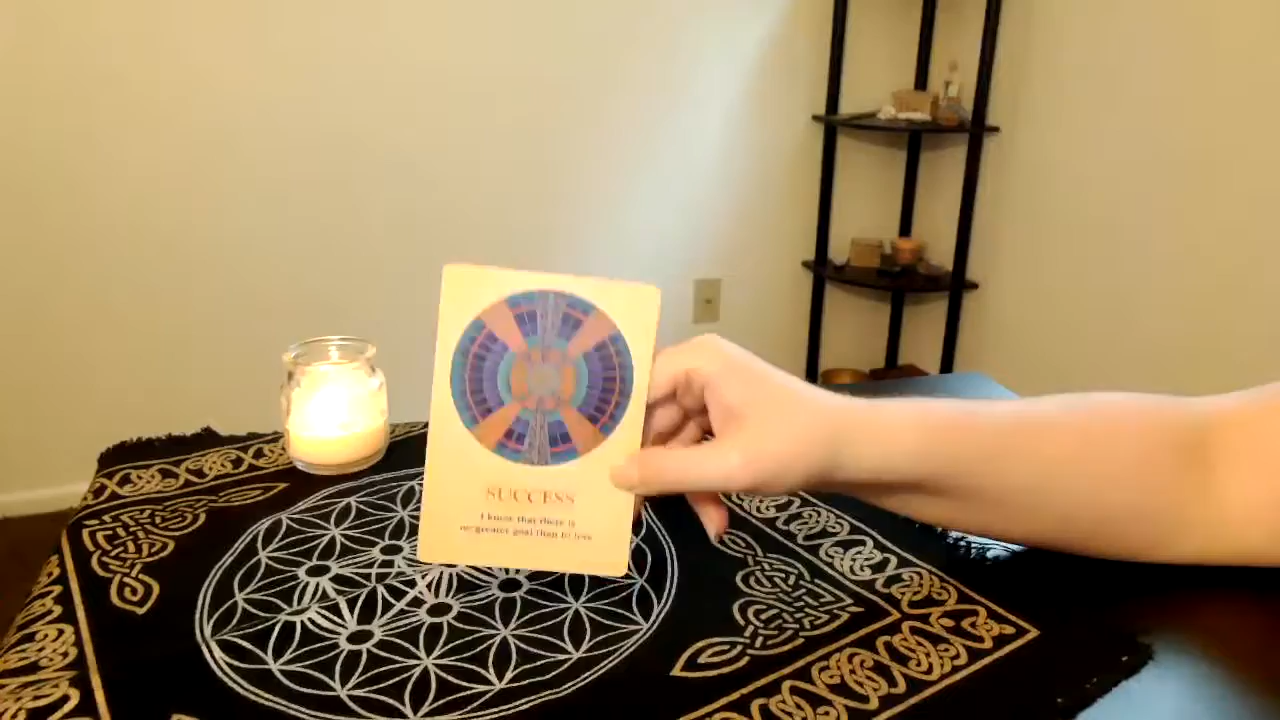 SUCCESS
I know that there is
no greater goal than to love